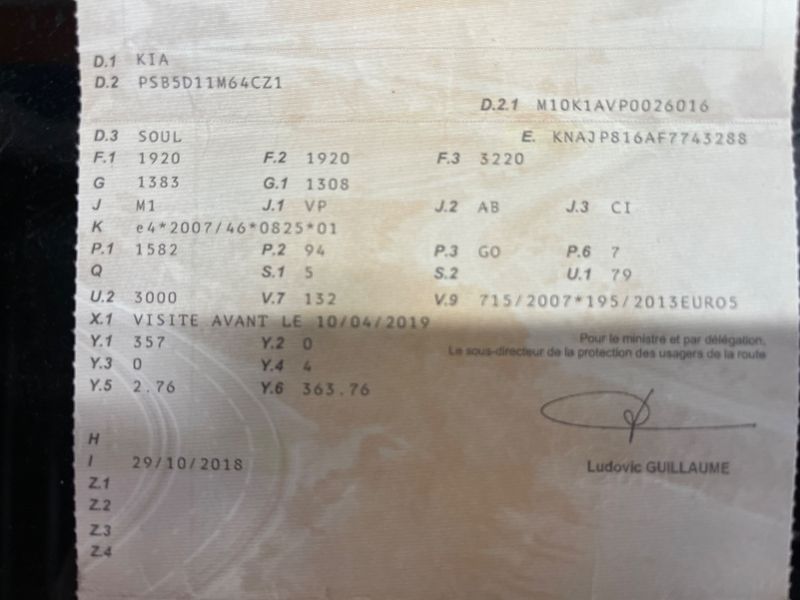 D.1 KIA
D.2 PSB5D11M64CZ1
D.2.1 M10K1AVP0026016
D.3 SOUL E. KNAJP816AF7743288
F.1 1920 F.2 1920 F.3 3220
G 1383 G.1 1308
J M1 J.1 VP J.2 AB J.3 CI
K e4*2007/46*0825*01
P.1 1582 P.2 94 P.3 GO P.6 7
Q S.1 5 S.2 U.1 79
U.2 3000 V.7 132 V.9 715/2007*195/2013EURO5
X.1 VISITE AVANT LE 10/04/2019
Y.1 357 Y.2 0 Pour le ministre et par délégation,
Y.3 0 Y.4 4 Le sous-directeur de la protection des usagers de la route
Y.5 2.76 Y.6 363.76
H
I 29/10/2018 Ludovic GUILLAUME
Z.1
Z.2
Z.3
Z.4